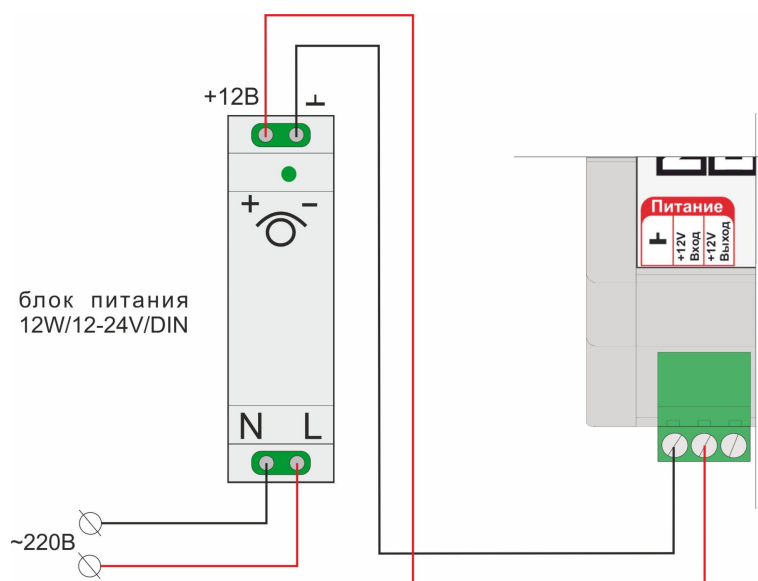 +12В
+ -
Питание
+12V
Вход
+12V
Выход
блок питания
12W/12-24V/DIN
N L
~220В